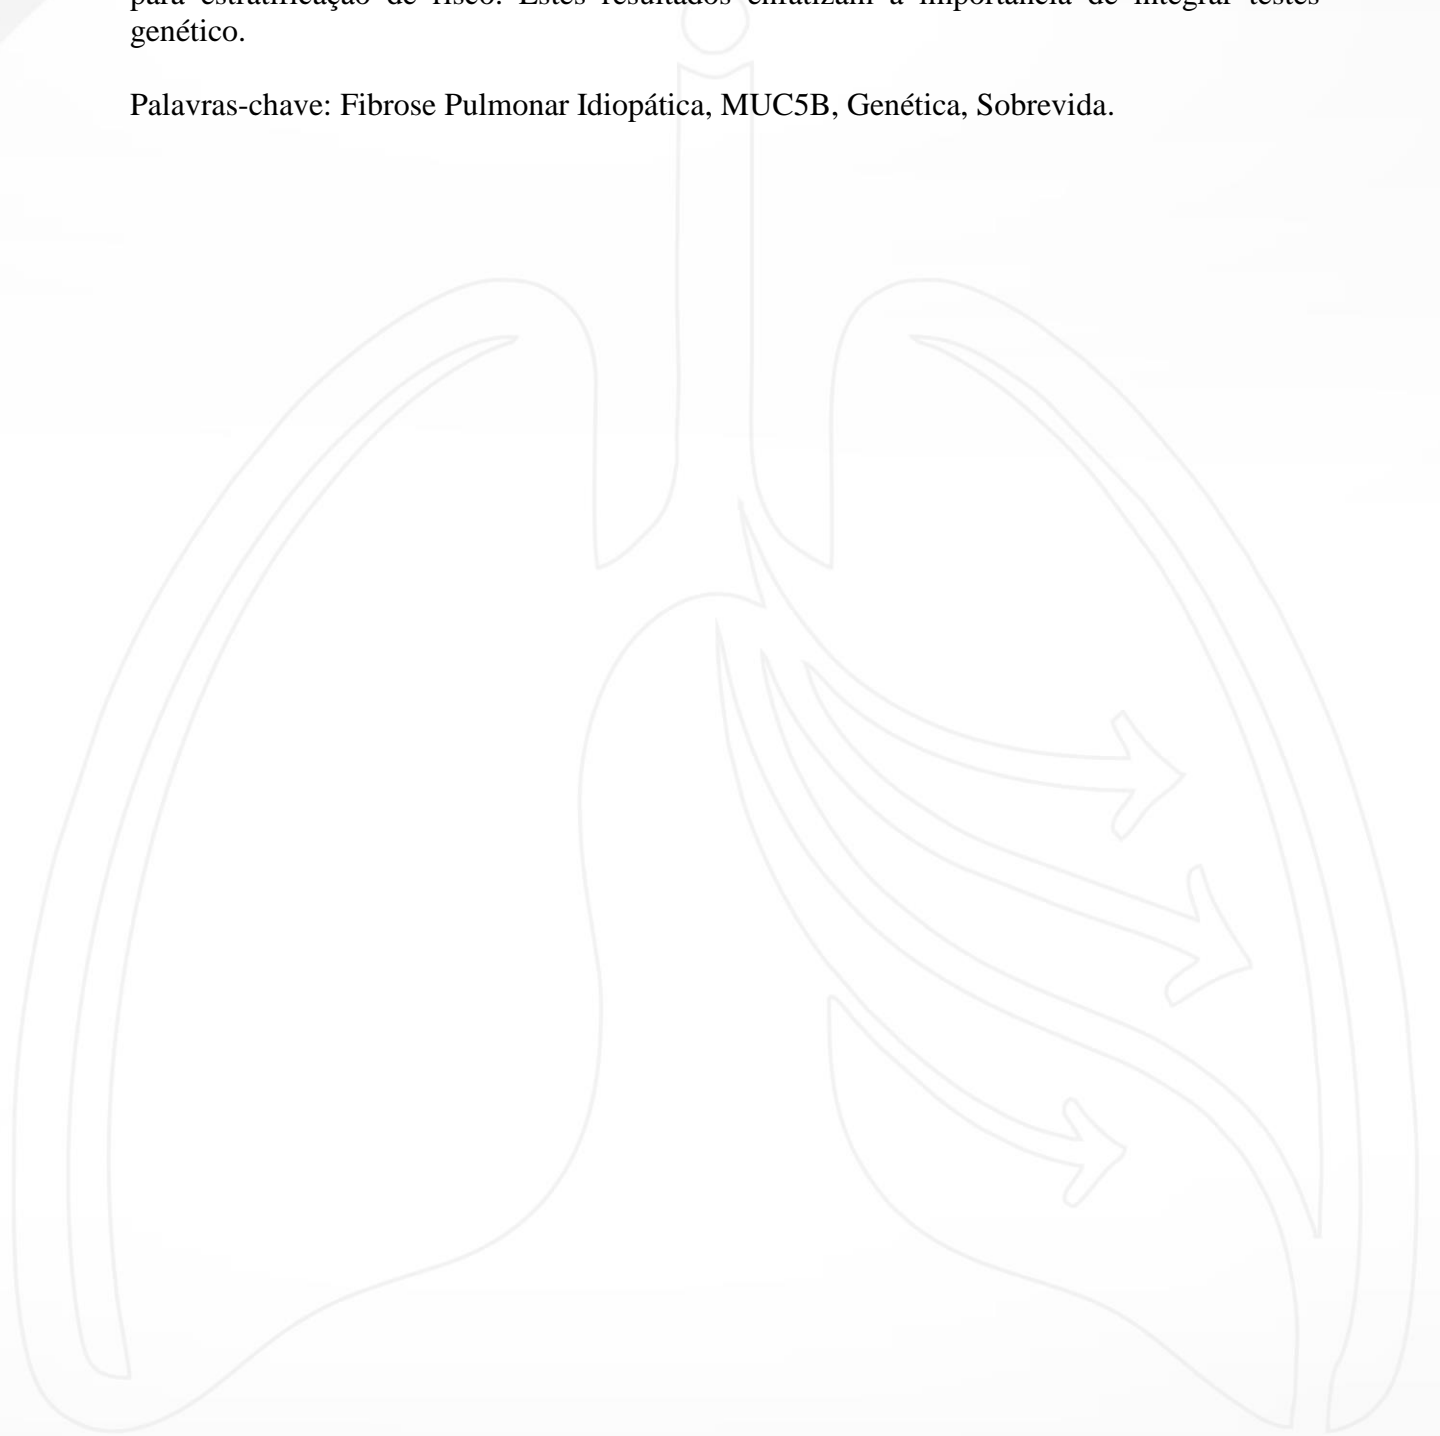 para estratificação de risco. Estes resultados enfatizam a importância de integrar testes
genético.
Palavras-chave: Fibrose Pulmonar Idiopática, MUC5B, Genética, Sobrevida.